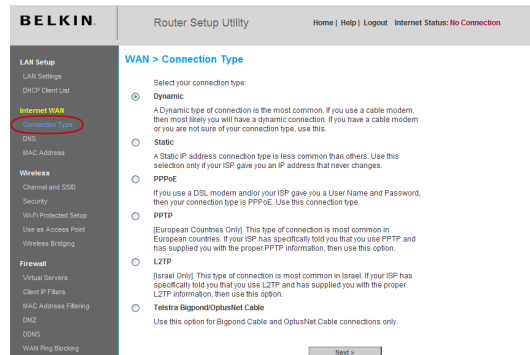 BELKIN.
Router Setup Utility
Home | Help | Logout Internet Status: No Connection
LAN Setup
LAN Settings
DHCP Client List
Internet WAN
Connection Type
DNS
MAC Address
Wireless
Channel and SSID
Security
Wi-Fi Protected Setup
Use as Access Point
Wireless Bridging
Firewall
Virtual Servers
Client IP Filters
MAC Address Filtering
DMZ
DDNS
WAN Ping Blocking
WAN > Connection Type
Select your connection type:
Dynamic
A Dynamic type of connection is the most common. If you use a cable modem,
then most likely you will have a dynamic connection. If you have a cable modem
or you are not sure of your connection type, use this.
Static
A Static IP address connection type is less common than others. Use this
selection only if your ISP gave you an IP address that never changes.
PPPoE
If you use a DSL modem and/or your ISP gave you a User Name and Password,
then your connection type is PPPoE. Use this connection type.
PPTP
[European Countries Only]. This type of connection is most common in
European countries. If your ISP has specifically told you that you use PPTP and
has supplied you with the proper PPTP information, then use this option.
L2TP
[Israel Only]. This type of connection is most common in Israel. If your ISP has
specifically told you that you use L2TP and has supplied you with the proper
L2TP information, then use this option.
Telstra Bigpond/OptusNet Cable
Use this option for Bigpond Cable and OptusNet Cable connections only.
Next >